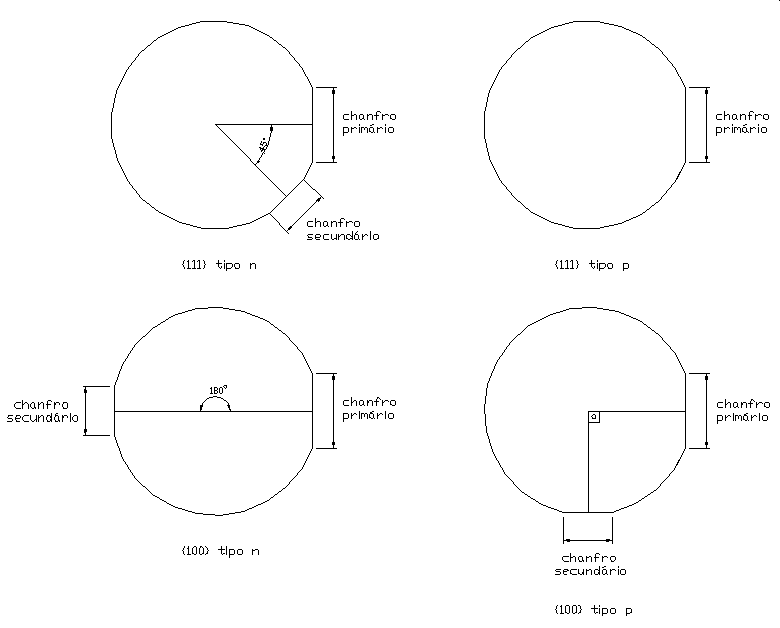 chanfro
primário
45°
chanfro
secundário
{111} tipo n
chanfro
primário
{111} tipo p
chanfro
secundário
180°
chanfro
primário
{100} tipo n
chanfro
primário
chanfro
secundário
{100} tipo p